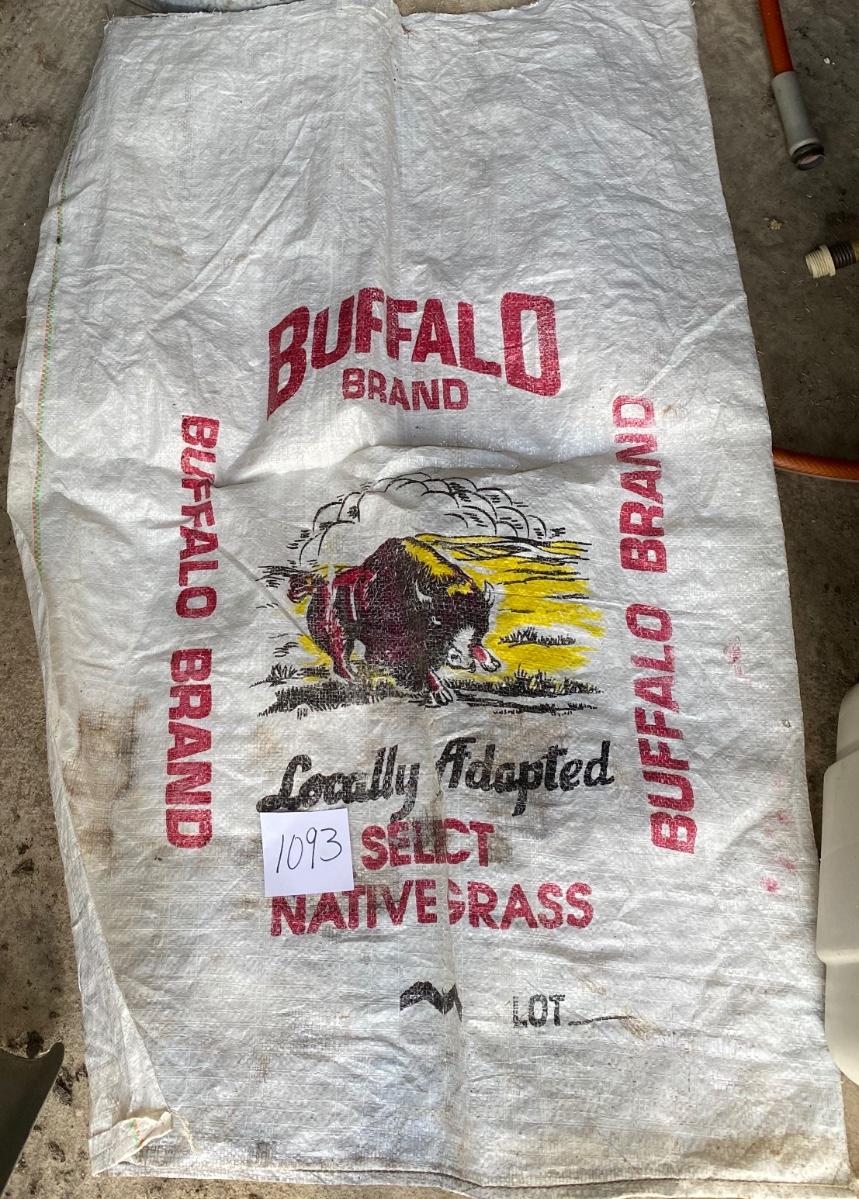 BUFFALO
BRAND
BUFFALO BRAND
BUFFALO BRAND
Locally Adapted
1093
SELECT
NATIVE GRASS
LOT